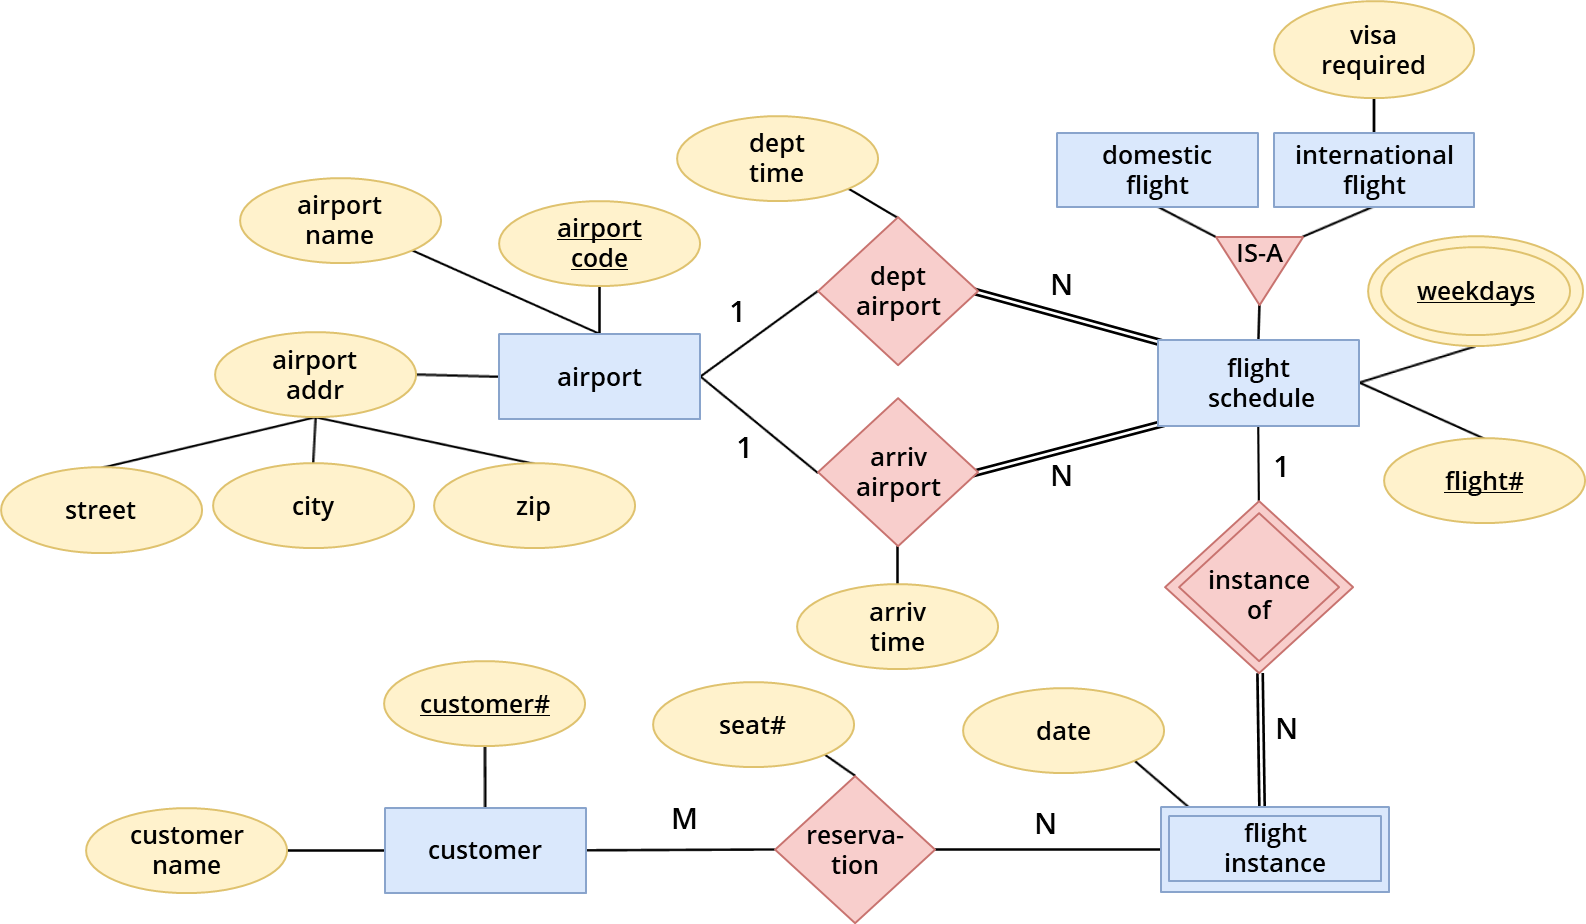 visa
required
dept
time
domestic
flight
international
flight
airport
name
airport
code
IS-A
dept
airport
N
weekdays
1
airport
addr
airport
flight
schedule
1
arriv
airport
N
1
flight#
street
city
zip
instance
of
arriv
time
customer#
seat#
date
N
customer
name
customer
M
reserva-
tion
N
flight
instance